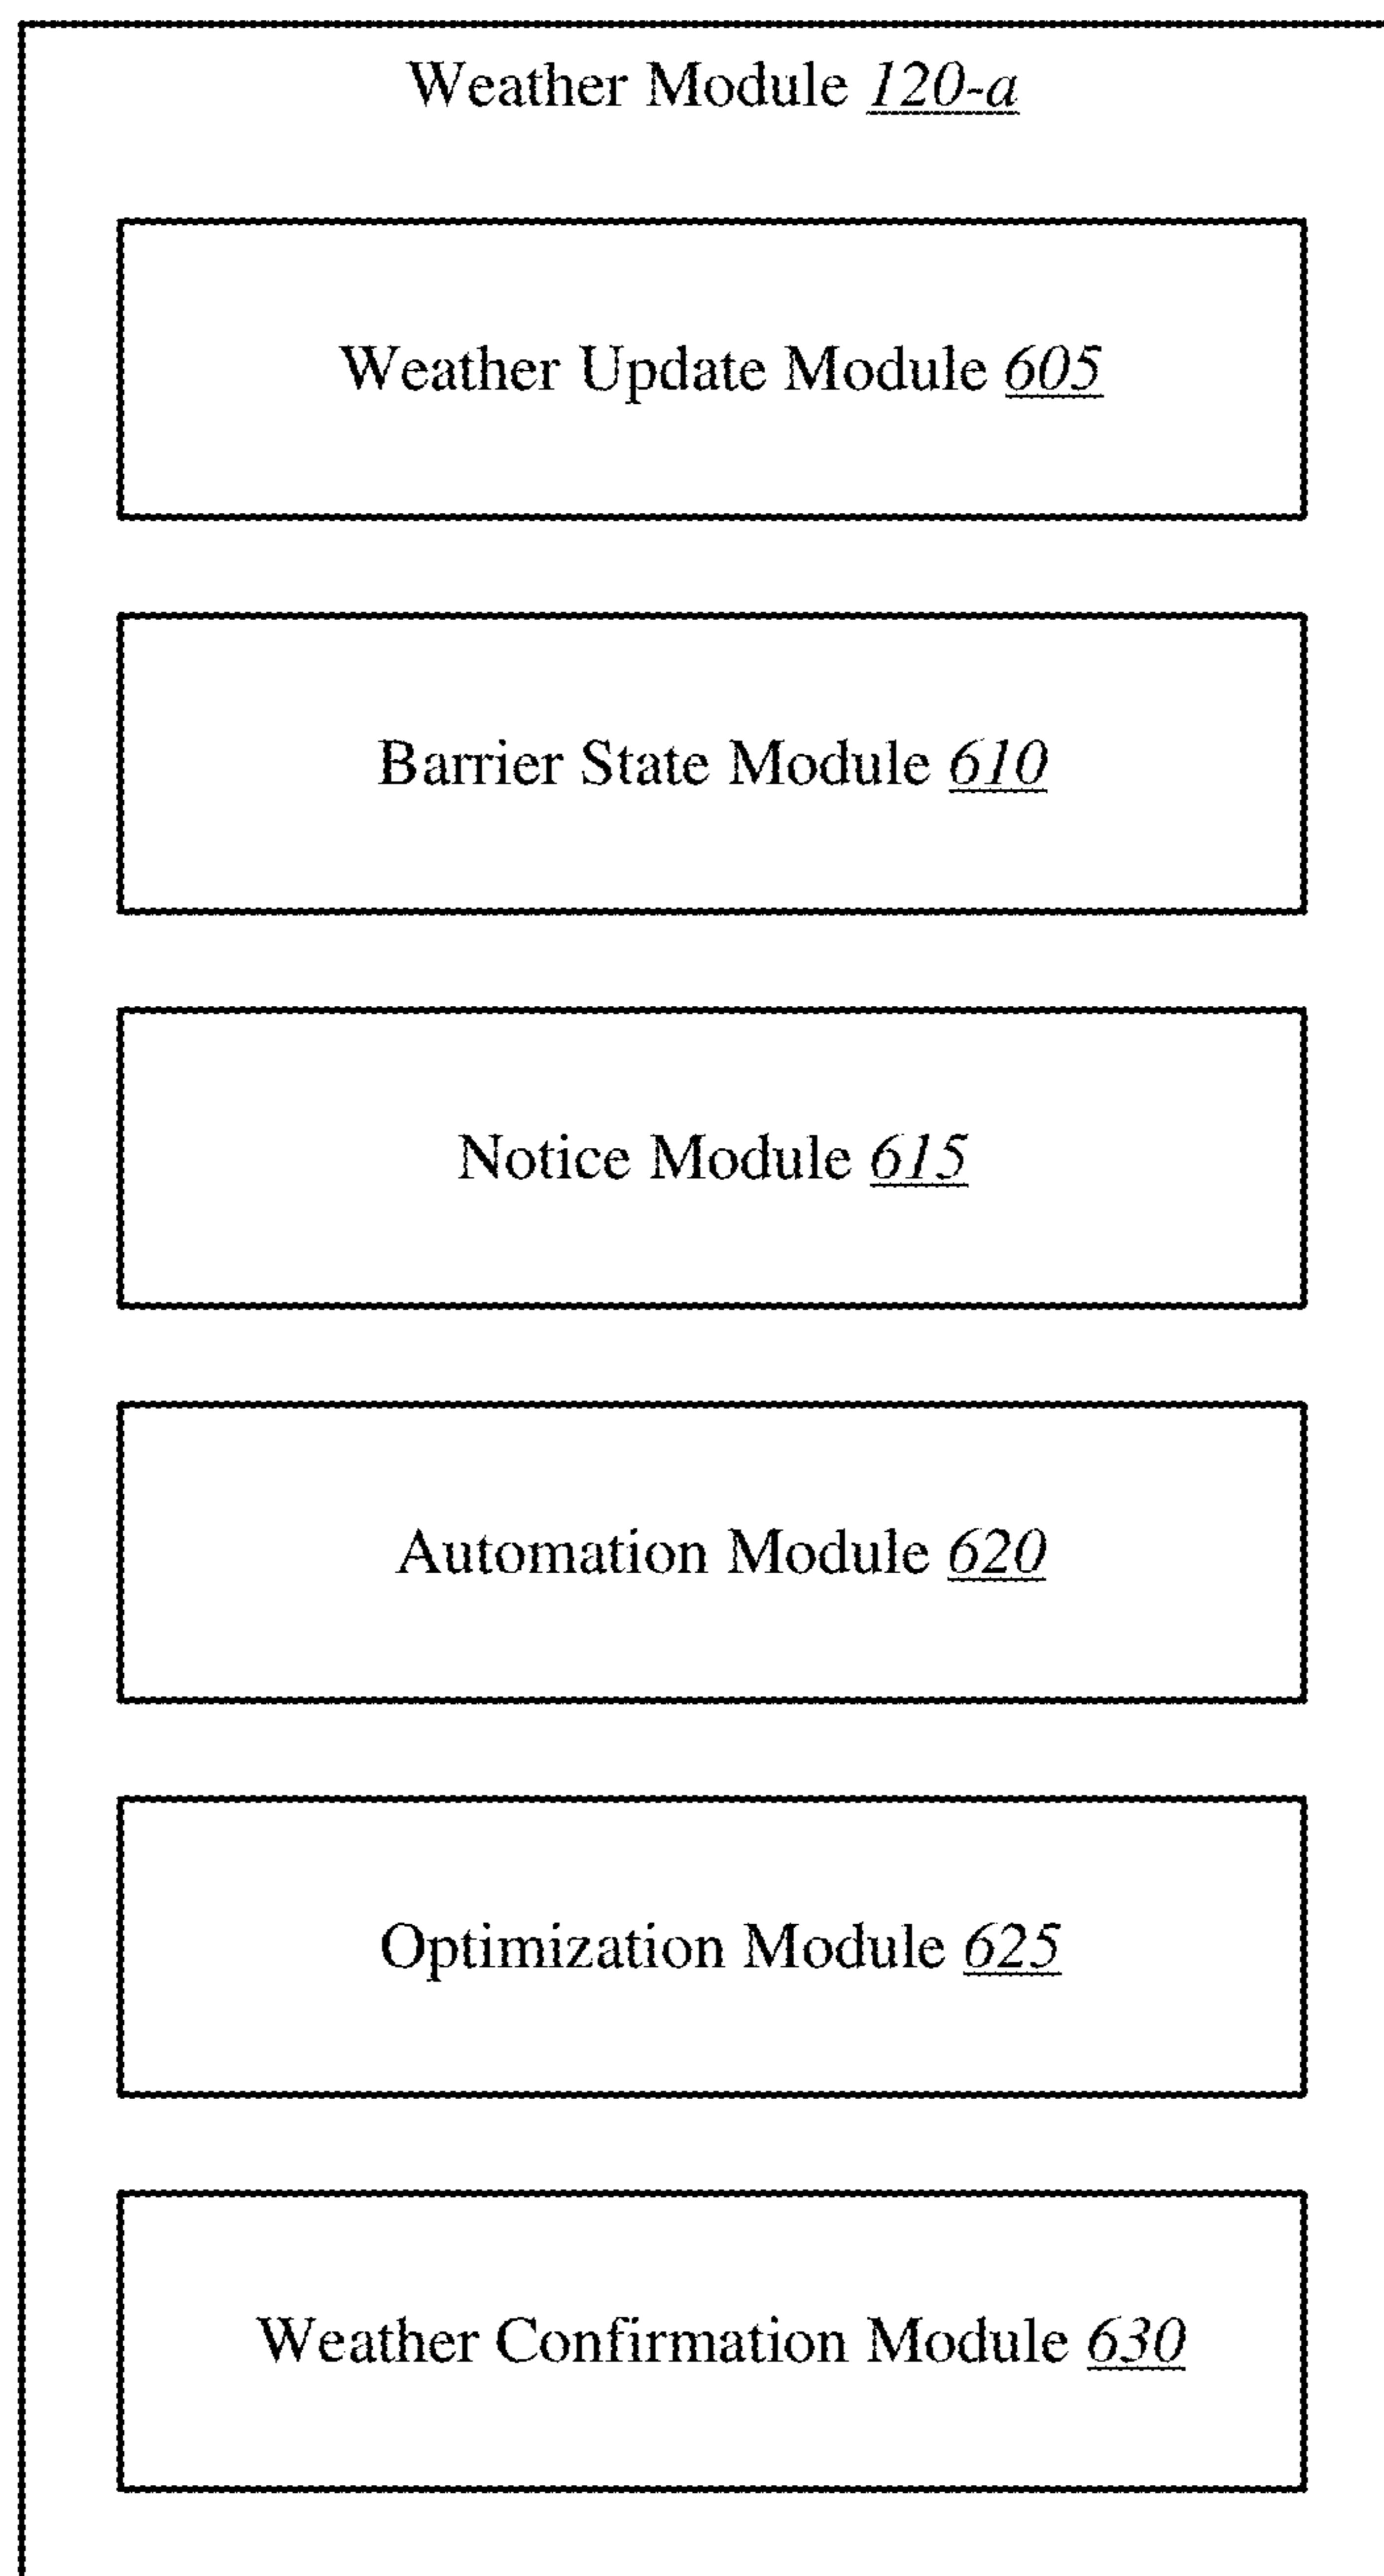 Weather Module 120-a
Weather Update Module 605
Barrier State Module 610
Notice Module 615
Automation Module 620
Optimization Module 625
Weather Confirmation Module 630